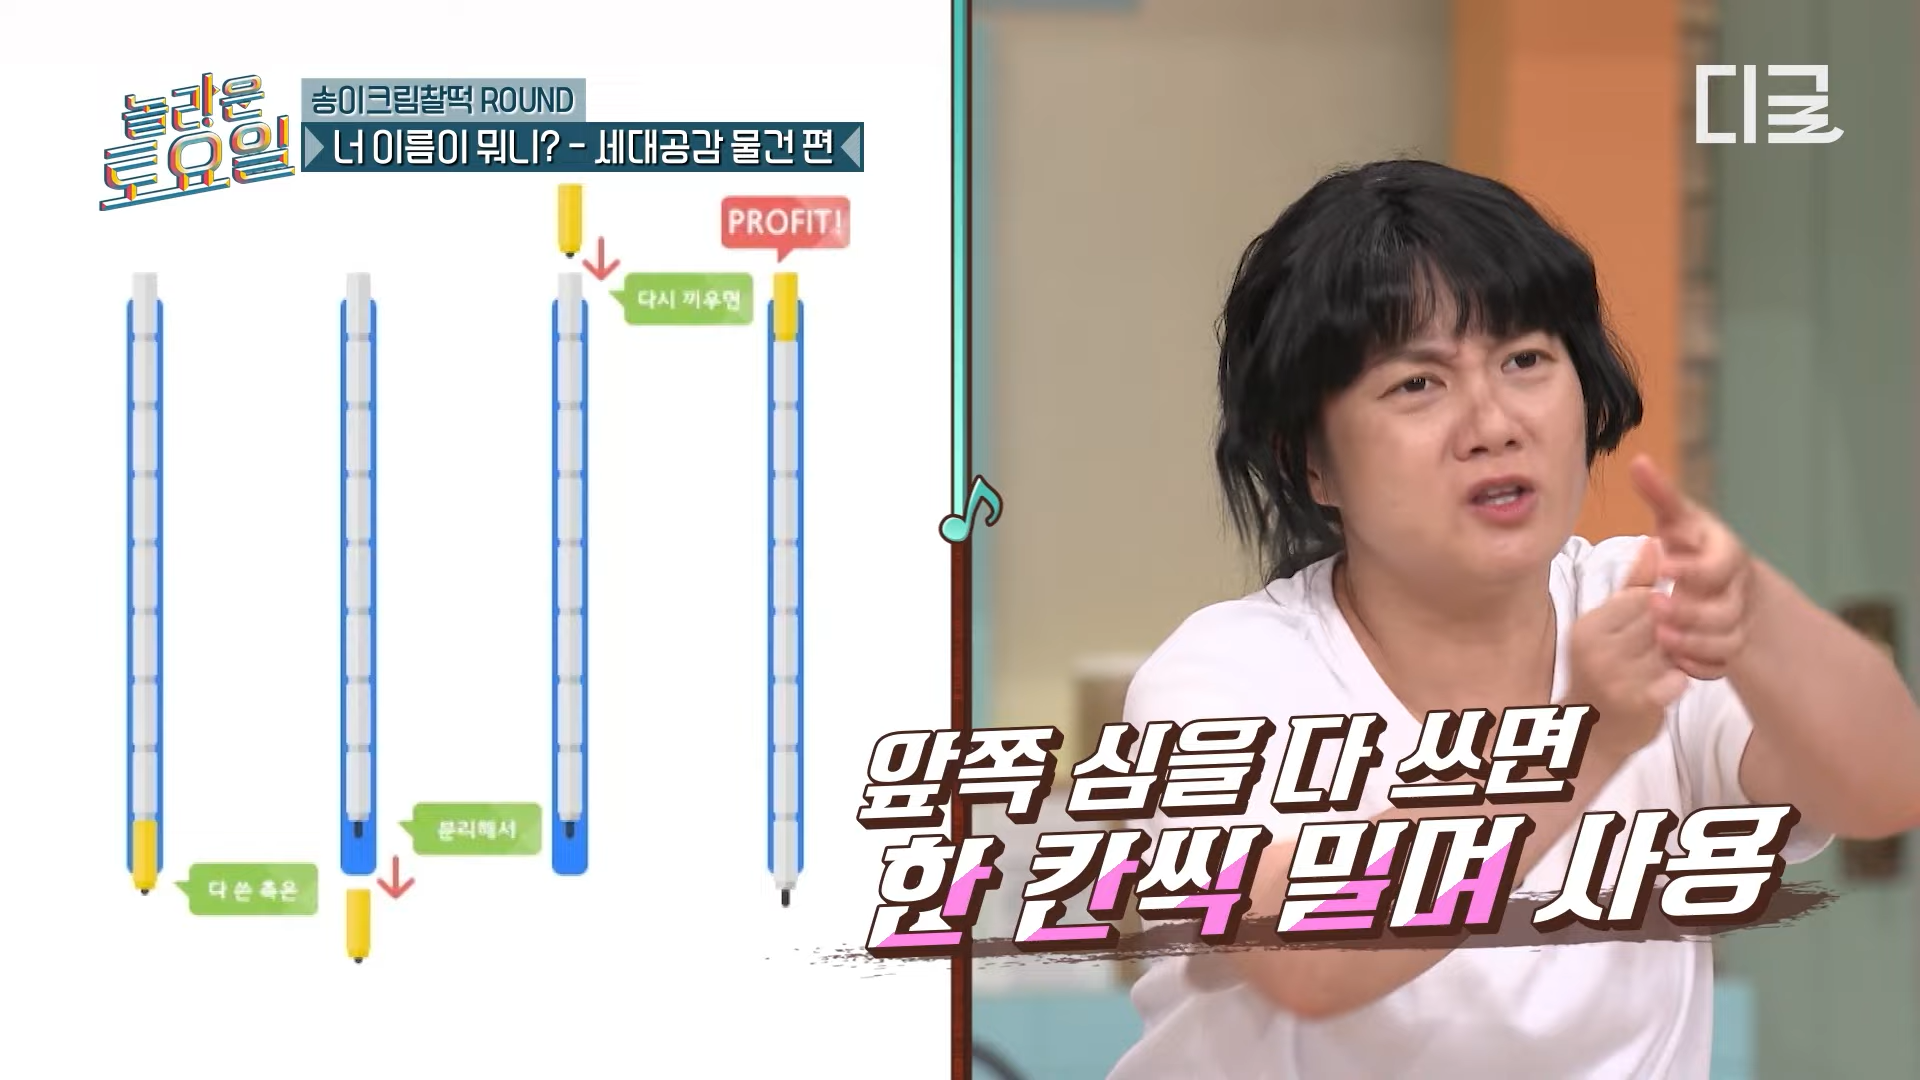 놀라운
토요일
송이크림찰떡 ROUND
너 이름이 뭐니? - 세대공감 물건 편
디글
PROFIT!
다시 끼우면
분리해서
다 쓴 촉은
앞쪽 심을 다 쓰면
한 칸씩 밀며 사용